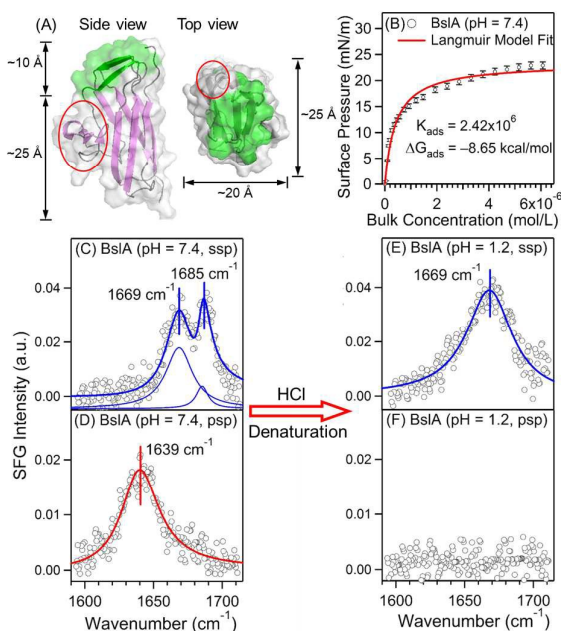 (A) Side view Top view
~10 Å
~25 Å
~25 Å
~20 Å
(B) BslA (pH = 7.4)
Langmuir Model Fit
Surface Pressure (mN/m)
40
30
20
10
0
K_ads = 2.42x10^6
ΔG_ads = –8.65 kcal/mol
0 2 4 6x10^-6
Bulk Concentration (mol/L)
(C) BslA (pH = 7.4, ssp)
1685 cm^-1
1669 cm^-1
0.04
0.02
0.00
SFG Intensity (a.u.)
(D) BslA (pH = 7.4, psp)
1639 cm^-1
0.02
0.01
0.00
1600 1650 1700
Wavenumber (cm^-1)
HCl
Denaturation
(E) BslA (pH = 1.2, ssp)
1669 cm^-1
0.04
0.02
0.00
(F) BslA (pH = 1.2, psp)
0.02
0.01
0.00
1600 1650 1700
Wavenumber (cm^-1)